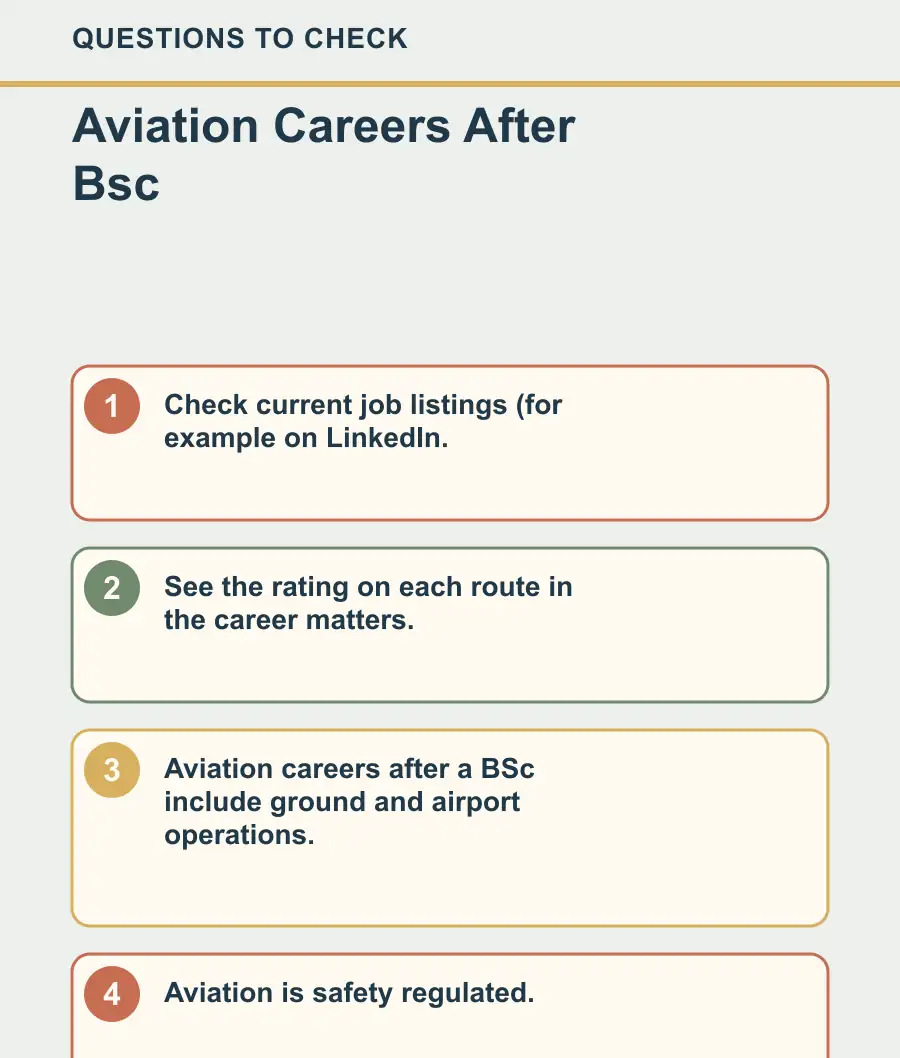 QUESTIONS TO CHECK
Aviation Careers After
Bsc
1
Check current job listings (for
example on LinkedIn.
2
See the rating on each route in
the career matters.
3
Aviation careers after a BSc
include ground and airport
operations.
4
Aviation is safety regulated.